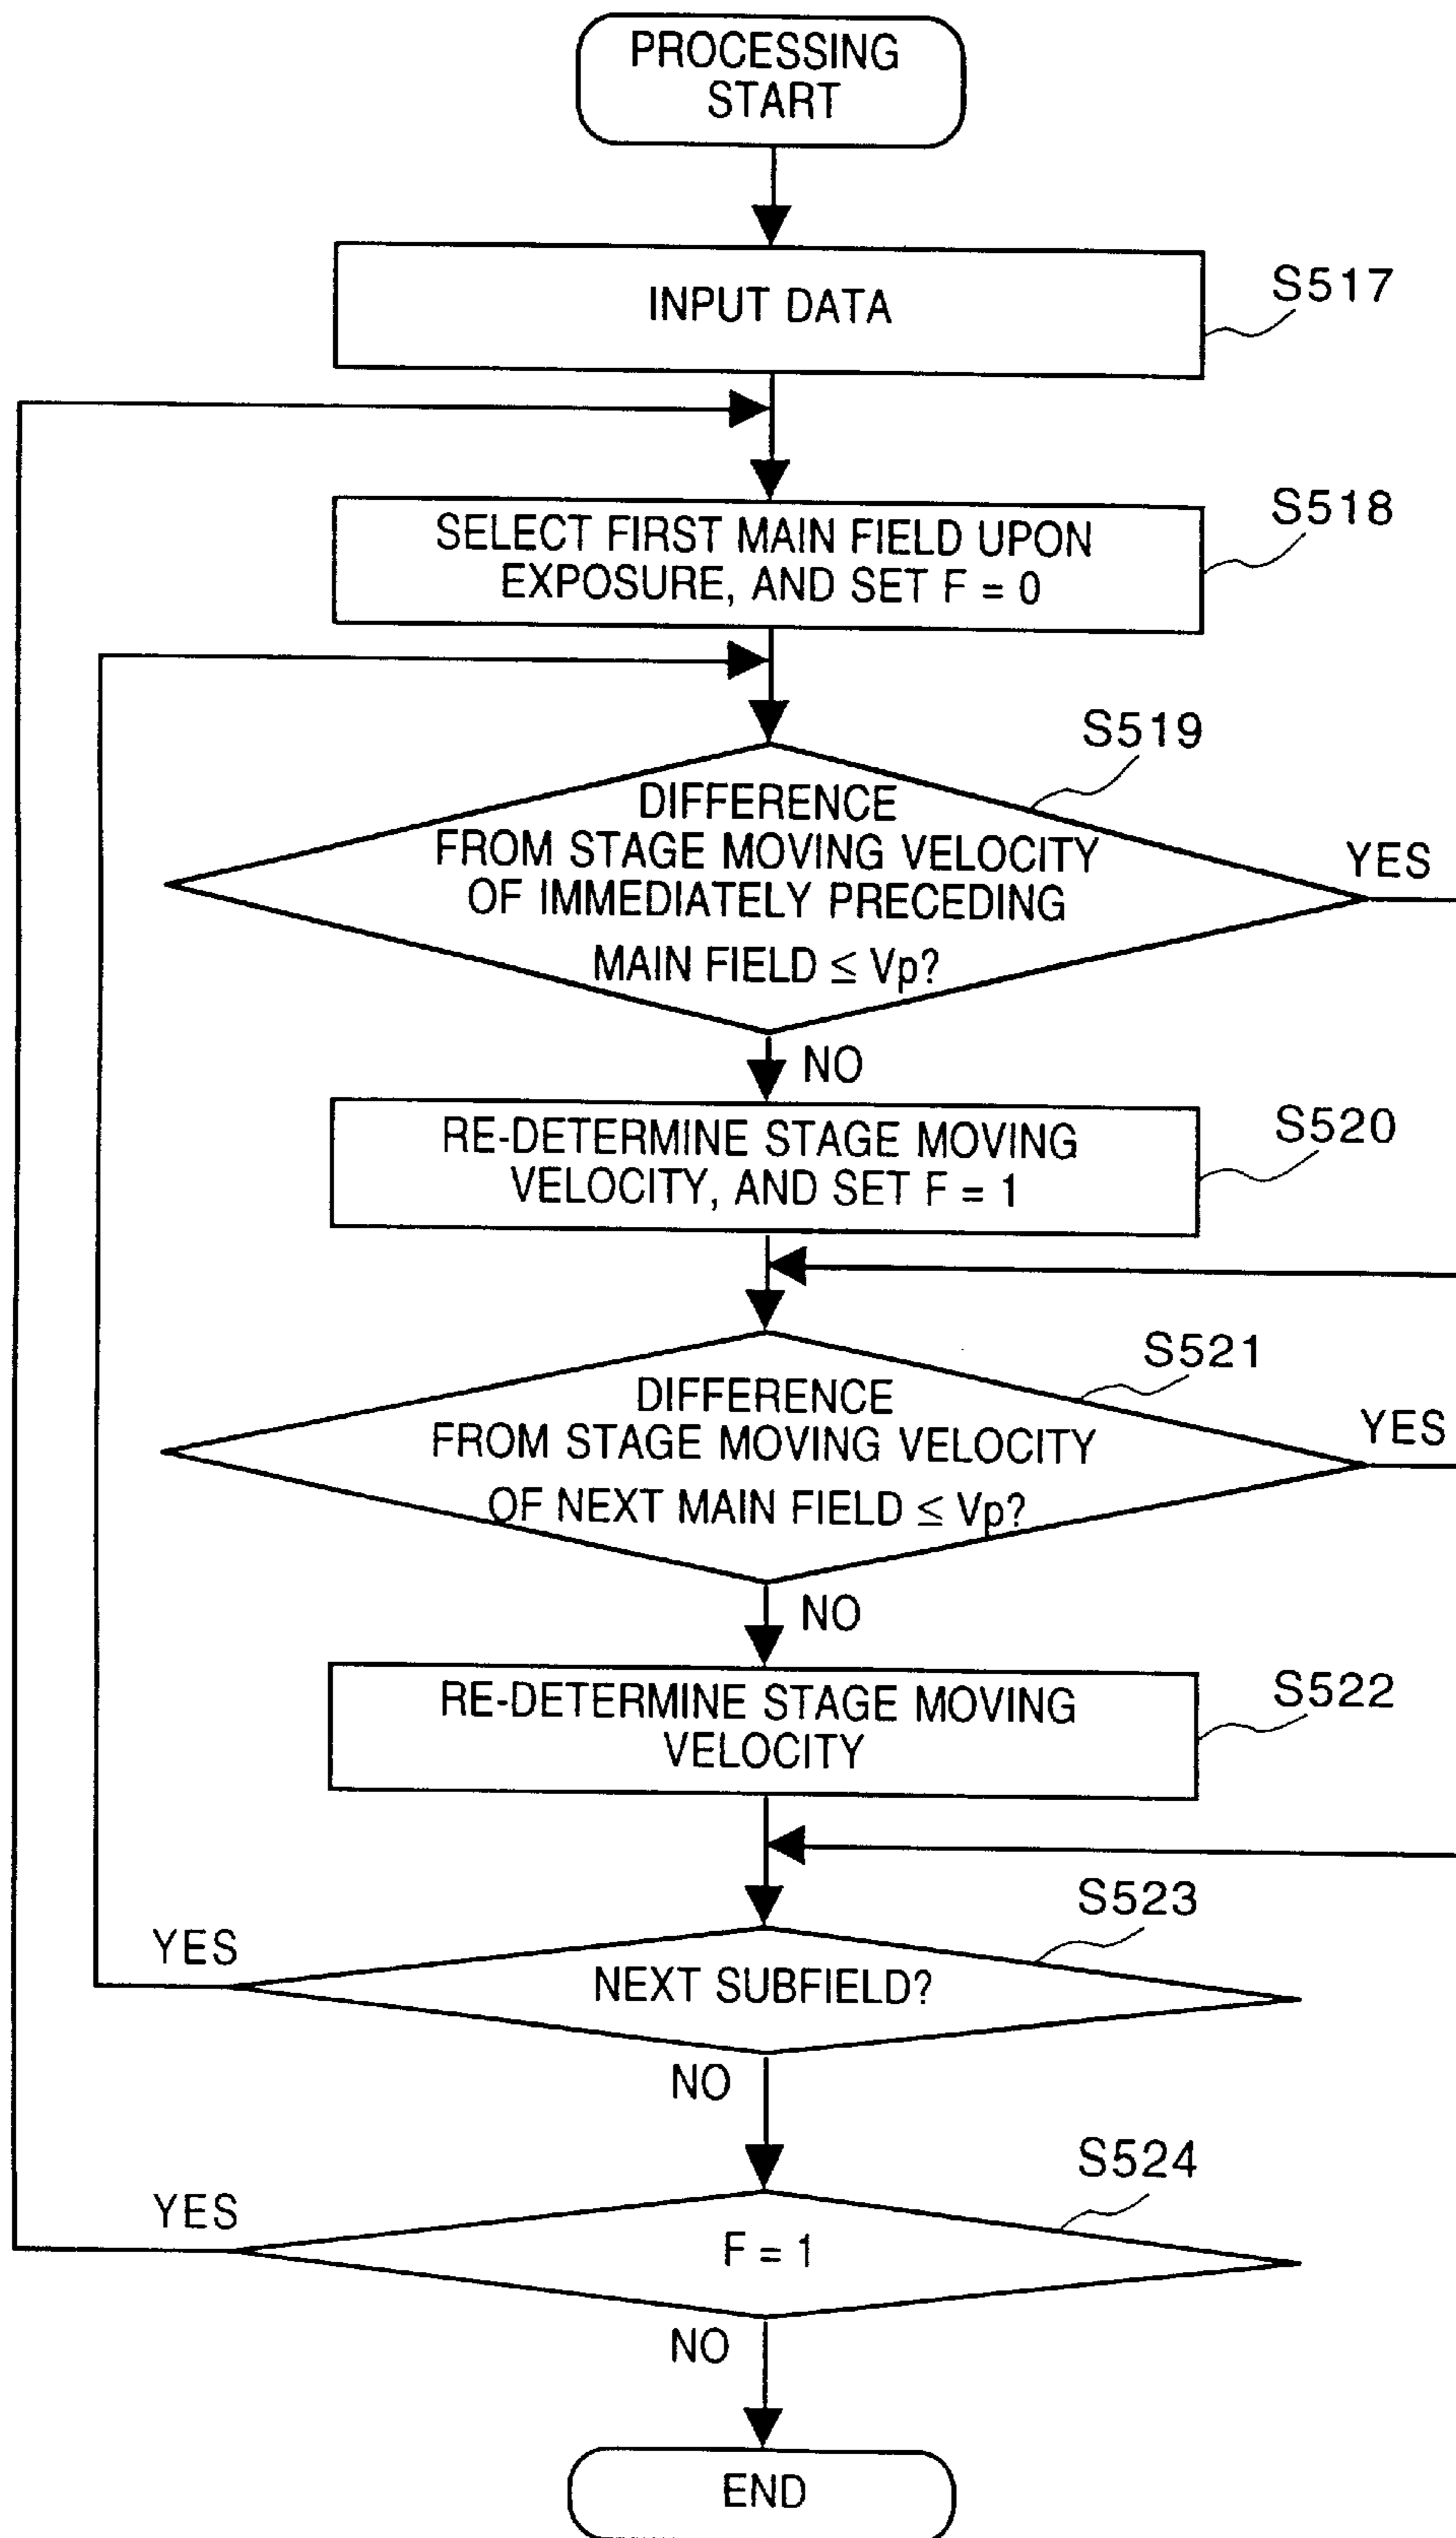 PROCESSING
START
INPUT DATA
S517
SELECT FIRST MAIN FIELD UPON
EXPOSURE, AND SET F = 0
S518
S519
DIFFERENCE
FROM STAGE MOVING VELOCITY
OF IMMEDIATELY PRECEDING
MAIN FIELD ≤ Vp?
YES
NO
RE-DETERMINE STAGE MOVING
VELOCITY, AND SET F = 1
S520
S521
DIFFERENCE
FROM STAGE MOVING VELOCITY
OF NEXT MAIN FIELD ≤ Vp?
YES
NO
RE-DETERMINE STAGE MOVING
VELOCITY
S522
S523
YES
NEXT SUBFIELD?
NO
S524
YES
F = 1
NO
END